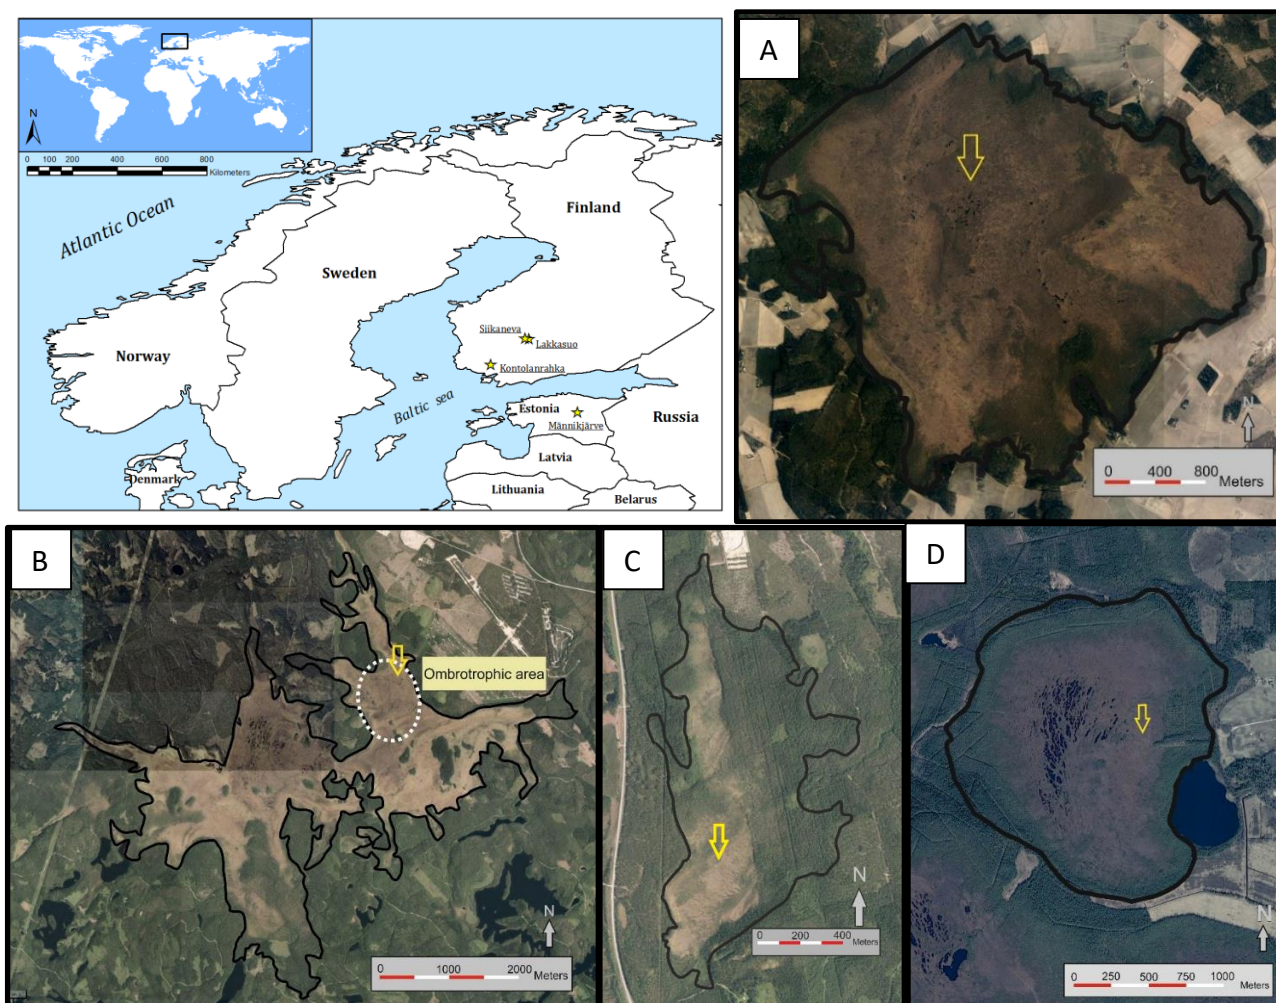 N
0 100 200 400 600 800
Kilometers
Atlantic Ocean
Finland
Sweden
Norway
Siikaneva
Lakkasuo
Kontolanrahka
Baltic sea
Estonia
Männikjärve
Russia
Latvia
Denmark
Lithuania
Belarus
A
N
0 400 800
Meters
B
Ombrotrophic area
N
0 1000 2000
Meters
C
N
0 200 400
Meters
D
N
0 250 500 750 1000
Meters